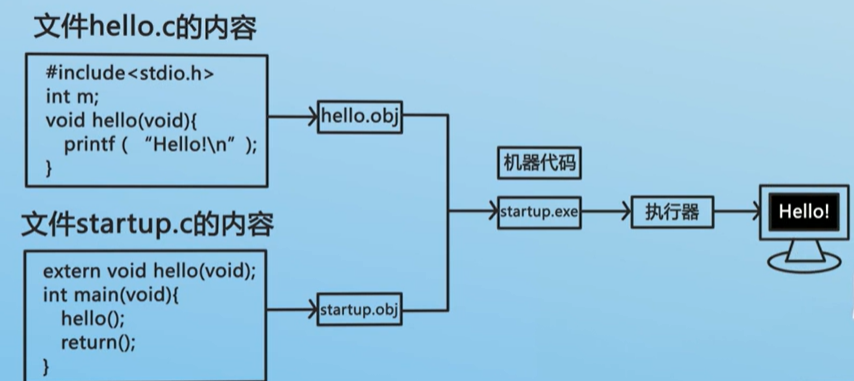 文件hello.c的内容
#include<stdio.h>
int m;
void hello(void){
printf ( “Hello!\n” );
}
hello.obj
文件startup.c的内容
extern void hello(void);
int main(void){
hello();
return();
}
startup.obj
机器代码
startup.exe
执行器
Hello!